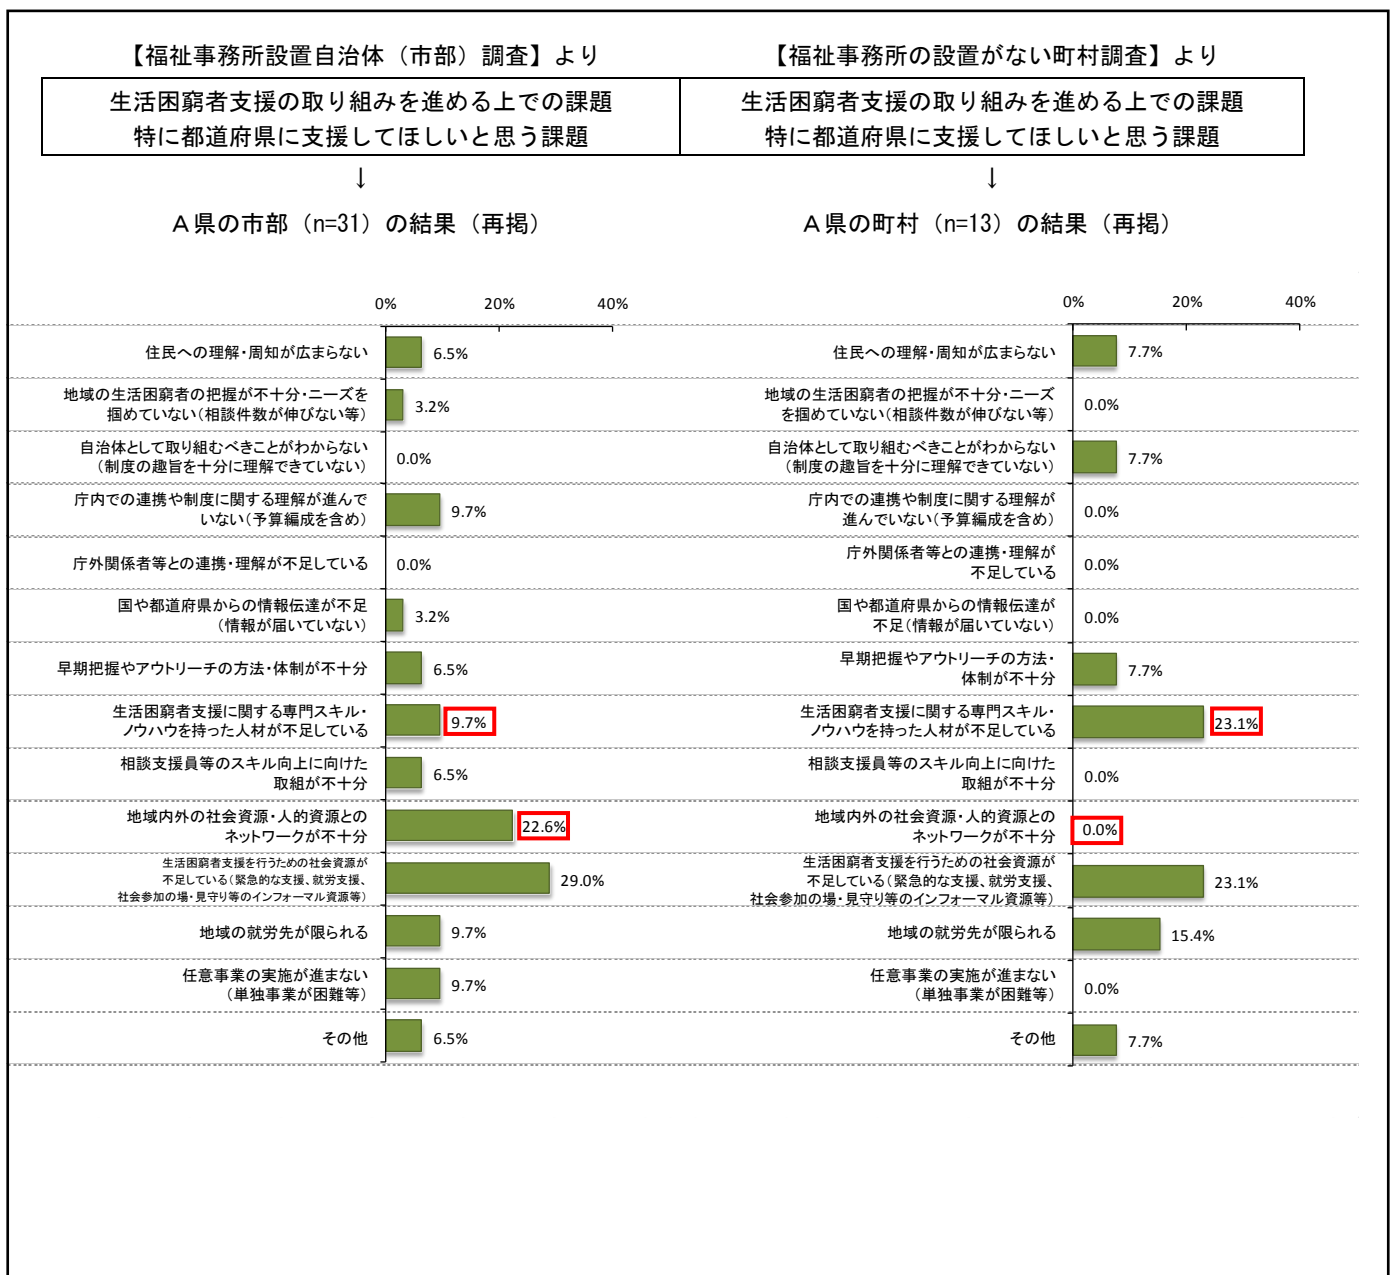 【福祉事務所設置自治体（市部）調査】より
生活困窮者支援の取り組みを進める上での課題
特に都道府県に支援してほしいと思う課題
↓
A県の市部（n=31）の結果（再掲）
0% 20% 40%
住民への理解・周知が広まらない 6.5%
地域の生活困窮者の把握が不十分・ニーズを
掴めていない（相談件数が伸びない等） 3.2%
自治体として取り組むべきことがわからない
（制度の趣旨を十分に理解できていない） 0.0%
庁内での連携や制度に関する理解が進んで
いない（予算編成を含め） 9.7%
庁外関係者等との連携・理解が不足している 0.0%
国や都道府県からの情報伝達が不足
（情報が届いていない） 3.2%
早期把握やアウトリーチの方法・体制が不十分 6.5%
生活困窮者支援に関する専門スキル・
ノウハウを持った人材が不足している 9.7%
相談支援員等のスキル向上に向けた
取組が不十分 6.5%
地域内外の社会資源・人的資源との
ネットワークが不十分 22.6%
生活困窮者支援を行うための社会資源が
不足している（緊急的な支援、就労支援、
社会参加の場・見守り等のインフォーマル資源等） 29.0%
地域の就労先が限られる 9.7%
任意事業の実施が進まない
（単独事業が困難等） 9.7%
その他 6.5%
【福祉事務所の設置がない町村調査】より
生活困窮者支援の取り組みを進める上での課題
特に都道府県に支援してほしいと思う課題
↓
A県の町村（n=13）の結果（再掲）
0% 20% 40%
住民への理解・周知が広まらない 7.7%
地域の生活困窮者の把握が不十分・ニーズ
を掴めていない（相談件数が伸びない等） 0.0%
自治体として取り組むべきことがわからない
（制度の趣旨を十分に理解できていない） 7.7%
庁内での連携や制度に関する理解が
進んでいない（予算編成を含め） 0.0%
庁外関係者等との連携・理解が
不足している 0.0%
国や都道府県からの情報伝達が
不足（情報が届いていない） 0.0%
早期把握やアウトリーチの方法・
体制が不十分 7.7%
生活困窮者支援に関する専門スキル・
ノウハウを持った人材が不足している 23.1%
相談支援員等のスキル向上に向けた
取組が不十分 0.0%
地域内外の社会資源・人的資源との
ネットワークが不十分 0.0%
生活困窮者支援を行うための社会資源が
不足している（緊急的な支援、就労支援、
社会参加の場・見守り等のインフォーマル資源等） 23.1%
地域の就労先が限られる 15.4%
任意事業の実施が進まない
（単独事業が困難等） 0.0%
その他 7.7%